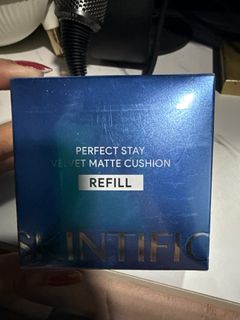 PERFECT STAY
VELVET MATTE CUSHION
REFILL
SKINTIFIC